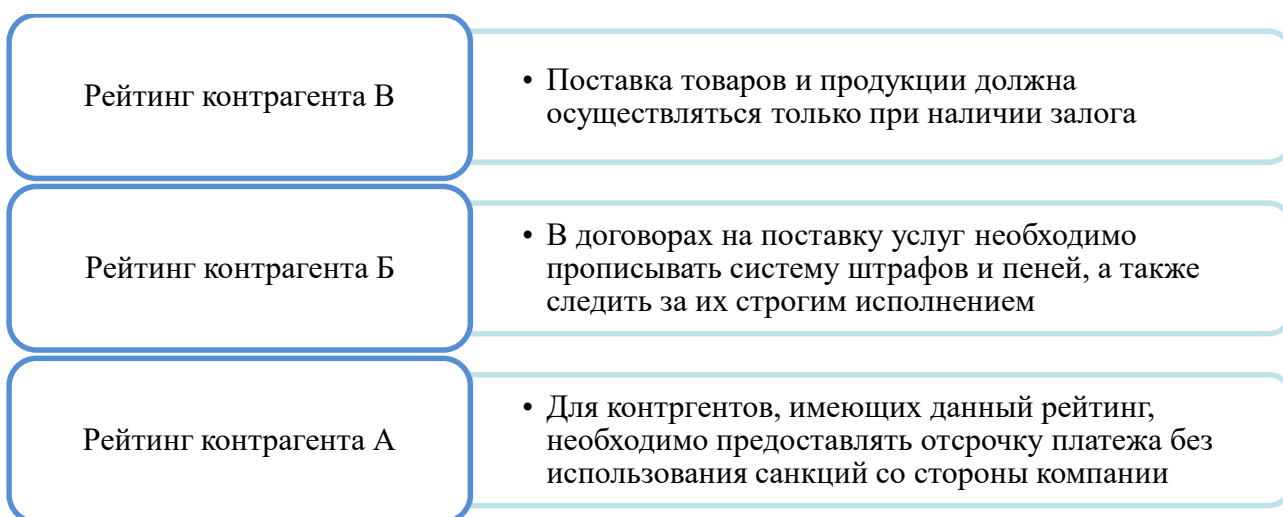 Рейтинг контрагента В
• Поставка товаров и продукции должна
осуществляться только при наличии залога
Рейтинг контрагента Б
• В договорах на поставку услуг необходимо
прописывать систему штрафов и пеней, а также
следить за их строгим исполнением
Рейтинг контрагента А
• Для контргентов, имеющих данный рейтинг,
необходимо предоставлять отсрочку платежа без
использования санкций со стороны компании